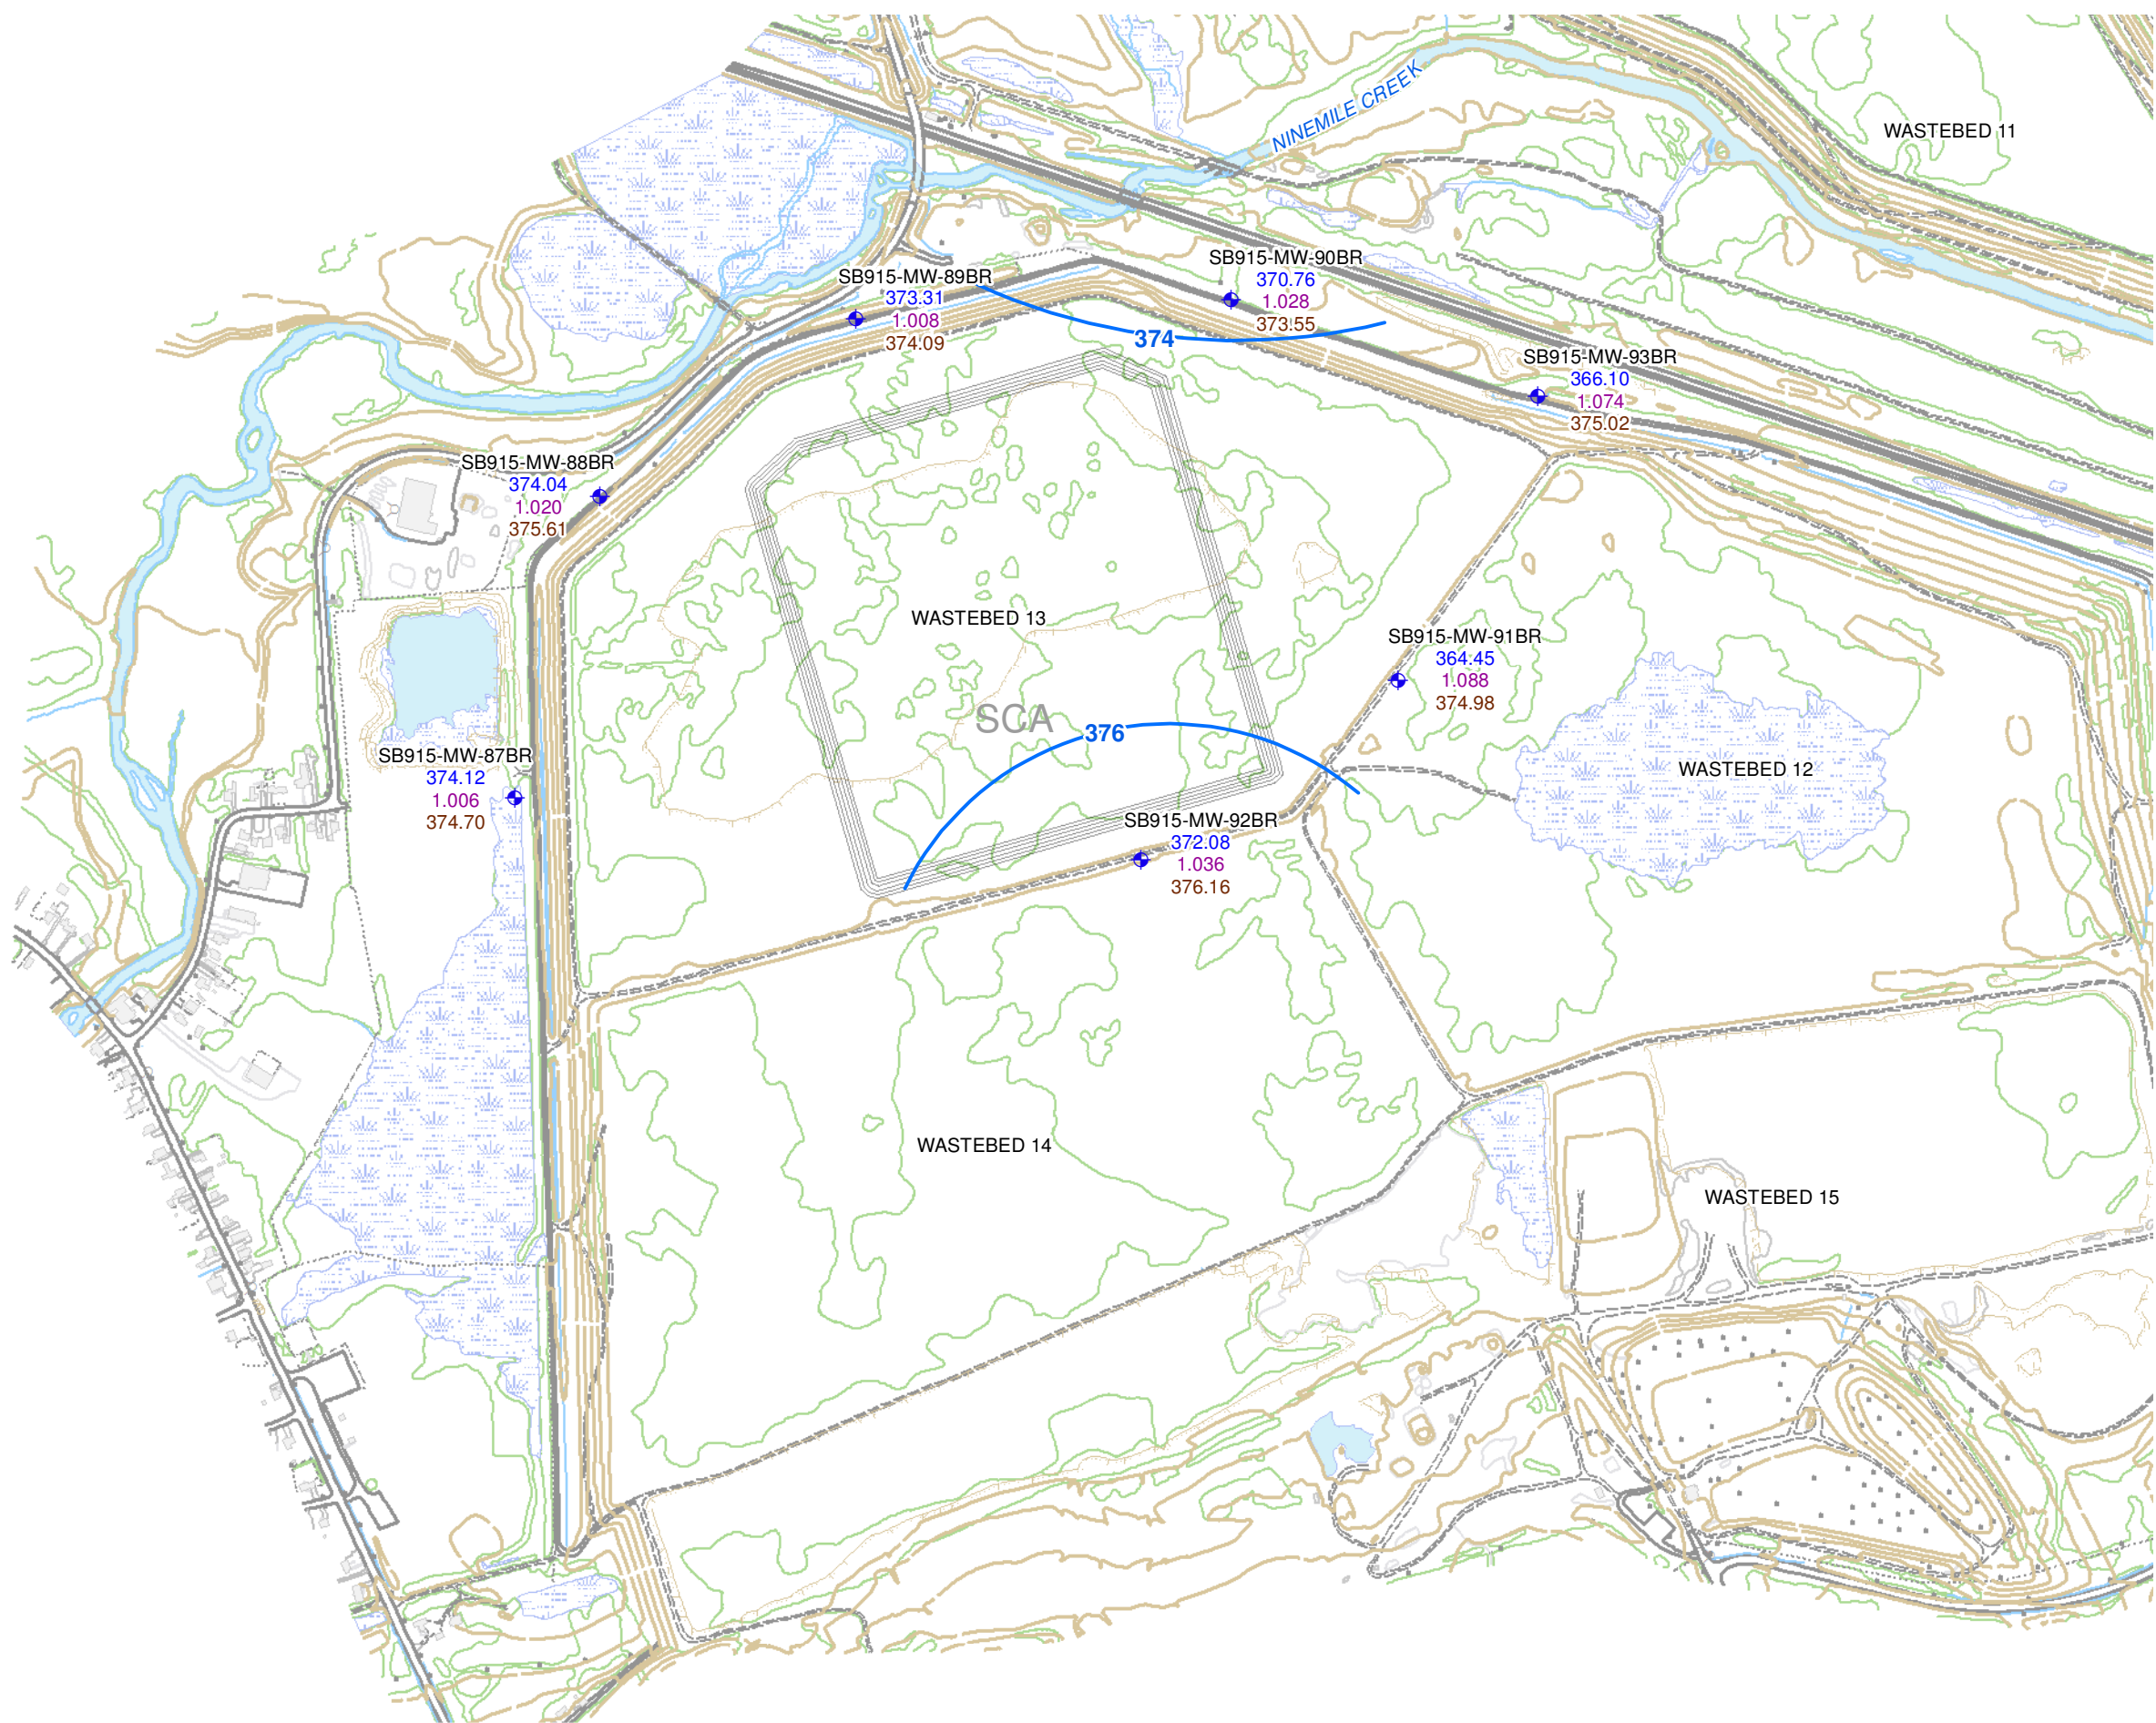 WASTEBED 11
NINEMILE CREEK
SB915-MW-90BR
370.76
1.028
373.55
SB915-MW-89BR
373.31
1.008
374.09
374
SB915-MW-93BR
366.10
1.074
375.02
SB915-MW-88BR
374.04
1.020
375.61
WASTEBED 13
SB915-MW-91BR
364.45
1.088
374.98
SCA
376
SB915-MW-87BR
374.12
1.006
374.70
WASTEBED 12
SB915-MW-92BR
372.08
1.036
376.16
WASTEBED 14
WASTEBED 15